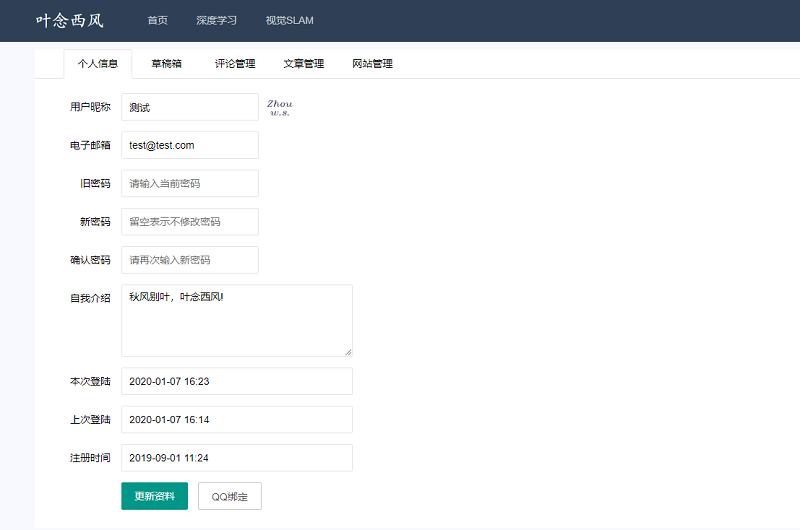 叶念西风 首页 深度学习 视觉SLAM
个人信息 草稿箱 评论管理 文章管理 网站管理
用户昵称 测试 Zhou
w.s.
电子邮箱 test@test.com
旧密码 请输入当前密码
新密码 留空表示不修改密码
确认密码 请再次输入新密码
自我介绍 秋风别叶，叶念西风!
本次登陆 2020-01-07 16:23
上次登陆 2020-01-07 16:14
注册时间 2019-09-01 11:24
更新资料 QQ绑定